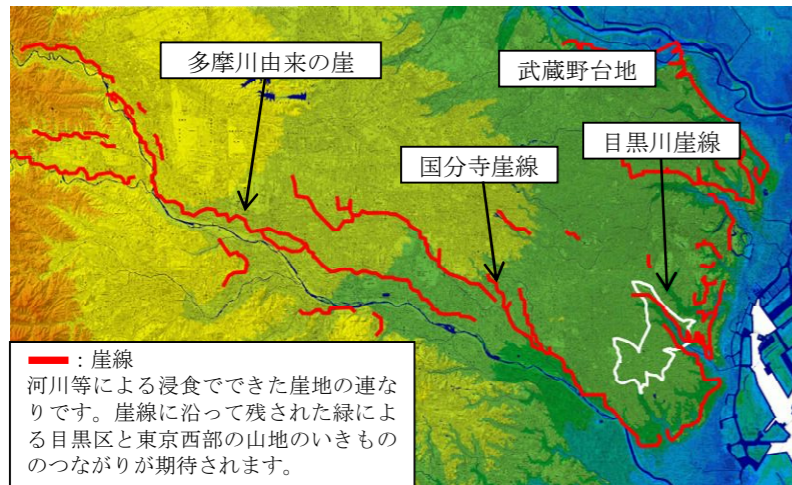 多摩川由来の崖
武蔵野台地
国分寺崖線
目黒川崖線
：崖線
河川等による浸食でできた崖地の連な
りです。崖線に沿って残された緑によ
る目黒区と東京西部の山地のいきもの
のつながりが期待されます。